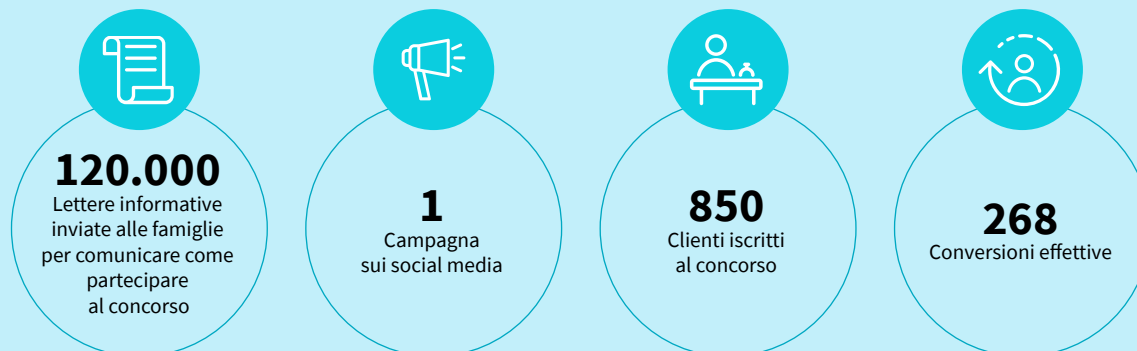 120.000
Lettere informative
inviate alle famiglie
per comunicare come
partecipare
al concorso
1
Campagna
sui social media
850
Clienti iscritti
al concorso
268
Conversioni effettive